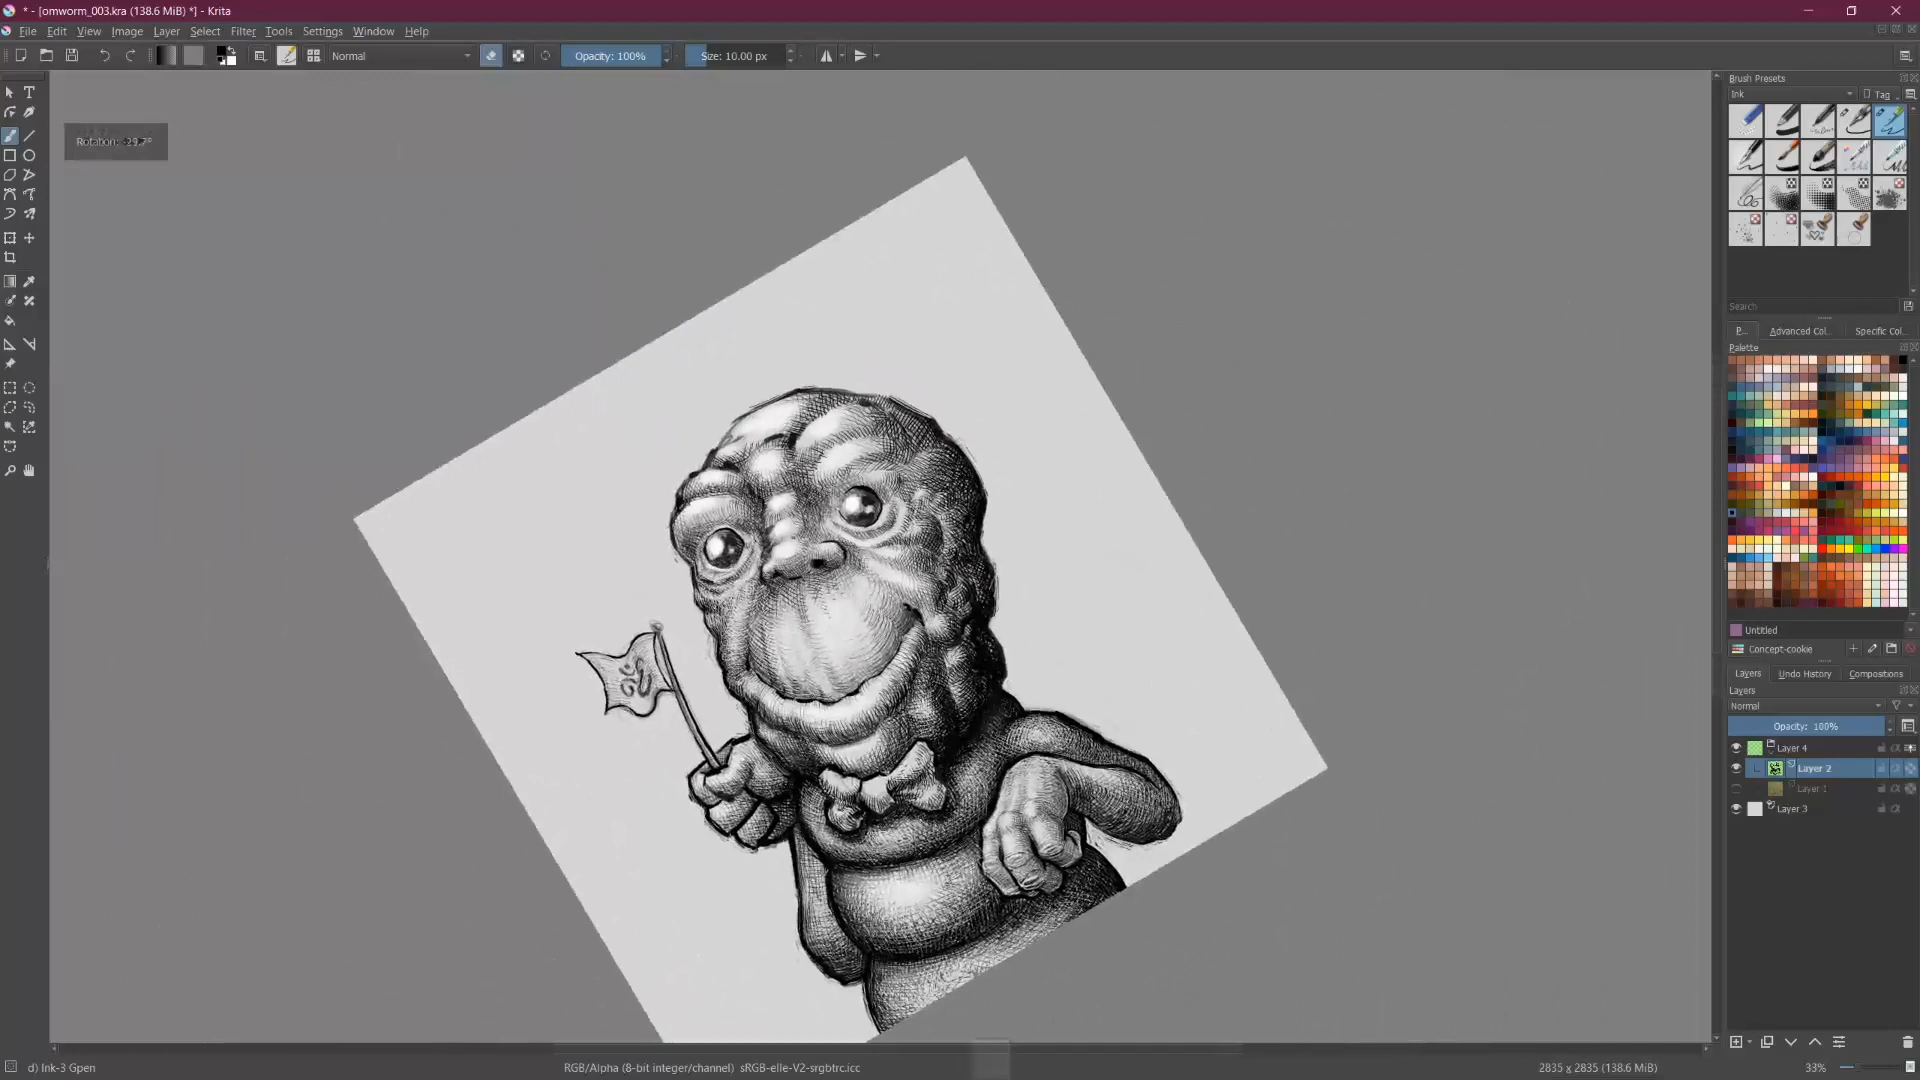 * - [omworm_003.kra (138.6 MiB) *] - Krita
File Edit View Image Layer Select Filter Tools Settings Window Help
Normal Opacity: 100% Size: 10.00 px
Brush Presets
Ink Tag
Rotation:
Search
P... Advanced Col... Specific Col...
Palette
Untitled
Concept-cookie
Layers Undo History Compositions
Layers
Normal
Opacity: 100%
Layer 4
Layer 2
Layer 1
Layer 3
d) Ink-3 Gpen RGB/Alpha (8-bit integer/channel) sRGB-elle-V2-srgbtrc.icc 2835 x 2835 (138.6 MiB) 33%